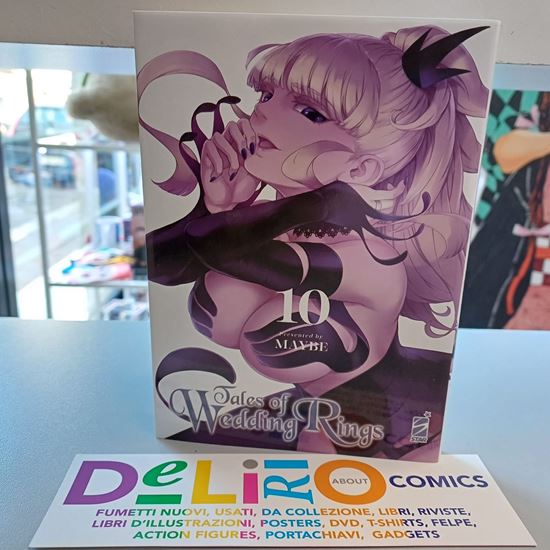 10
Presented by
MAYBE
Tales of
Wedding Rings
STAR
DeLiRiO
ABOUT
COMICS
FUMETTI NUOVI, USATI, DA COLLEZIONE, LIBRI, RIVISTE,
LIBRI D'ILLUSTRAZIONI, POSTERS, DVD, T-SHIRTS, FELPE,
ACTION FIGURES, PORTACHIAVI, GADGETS